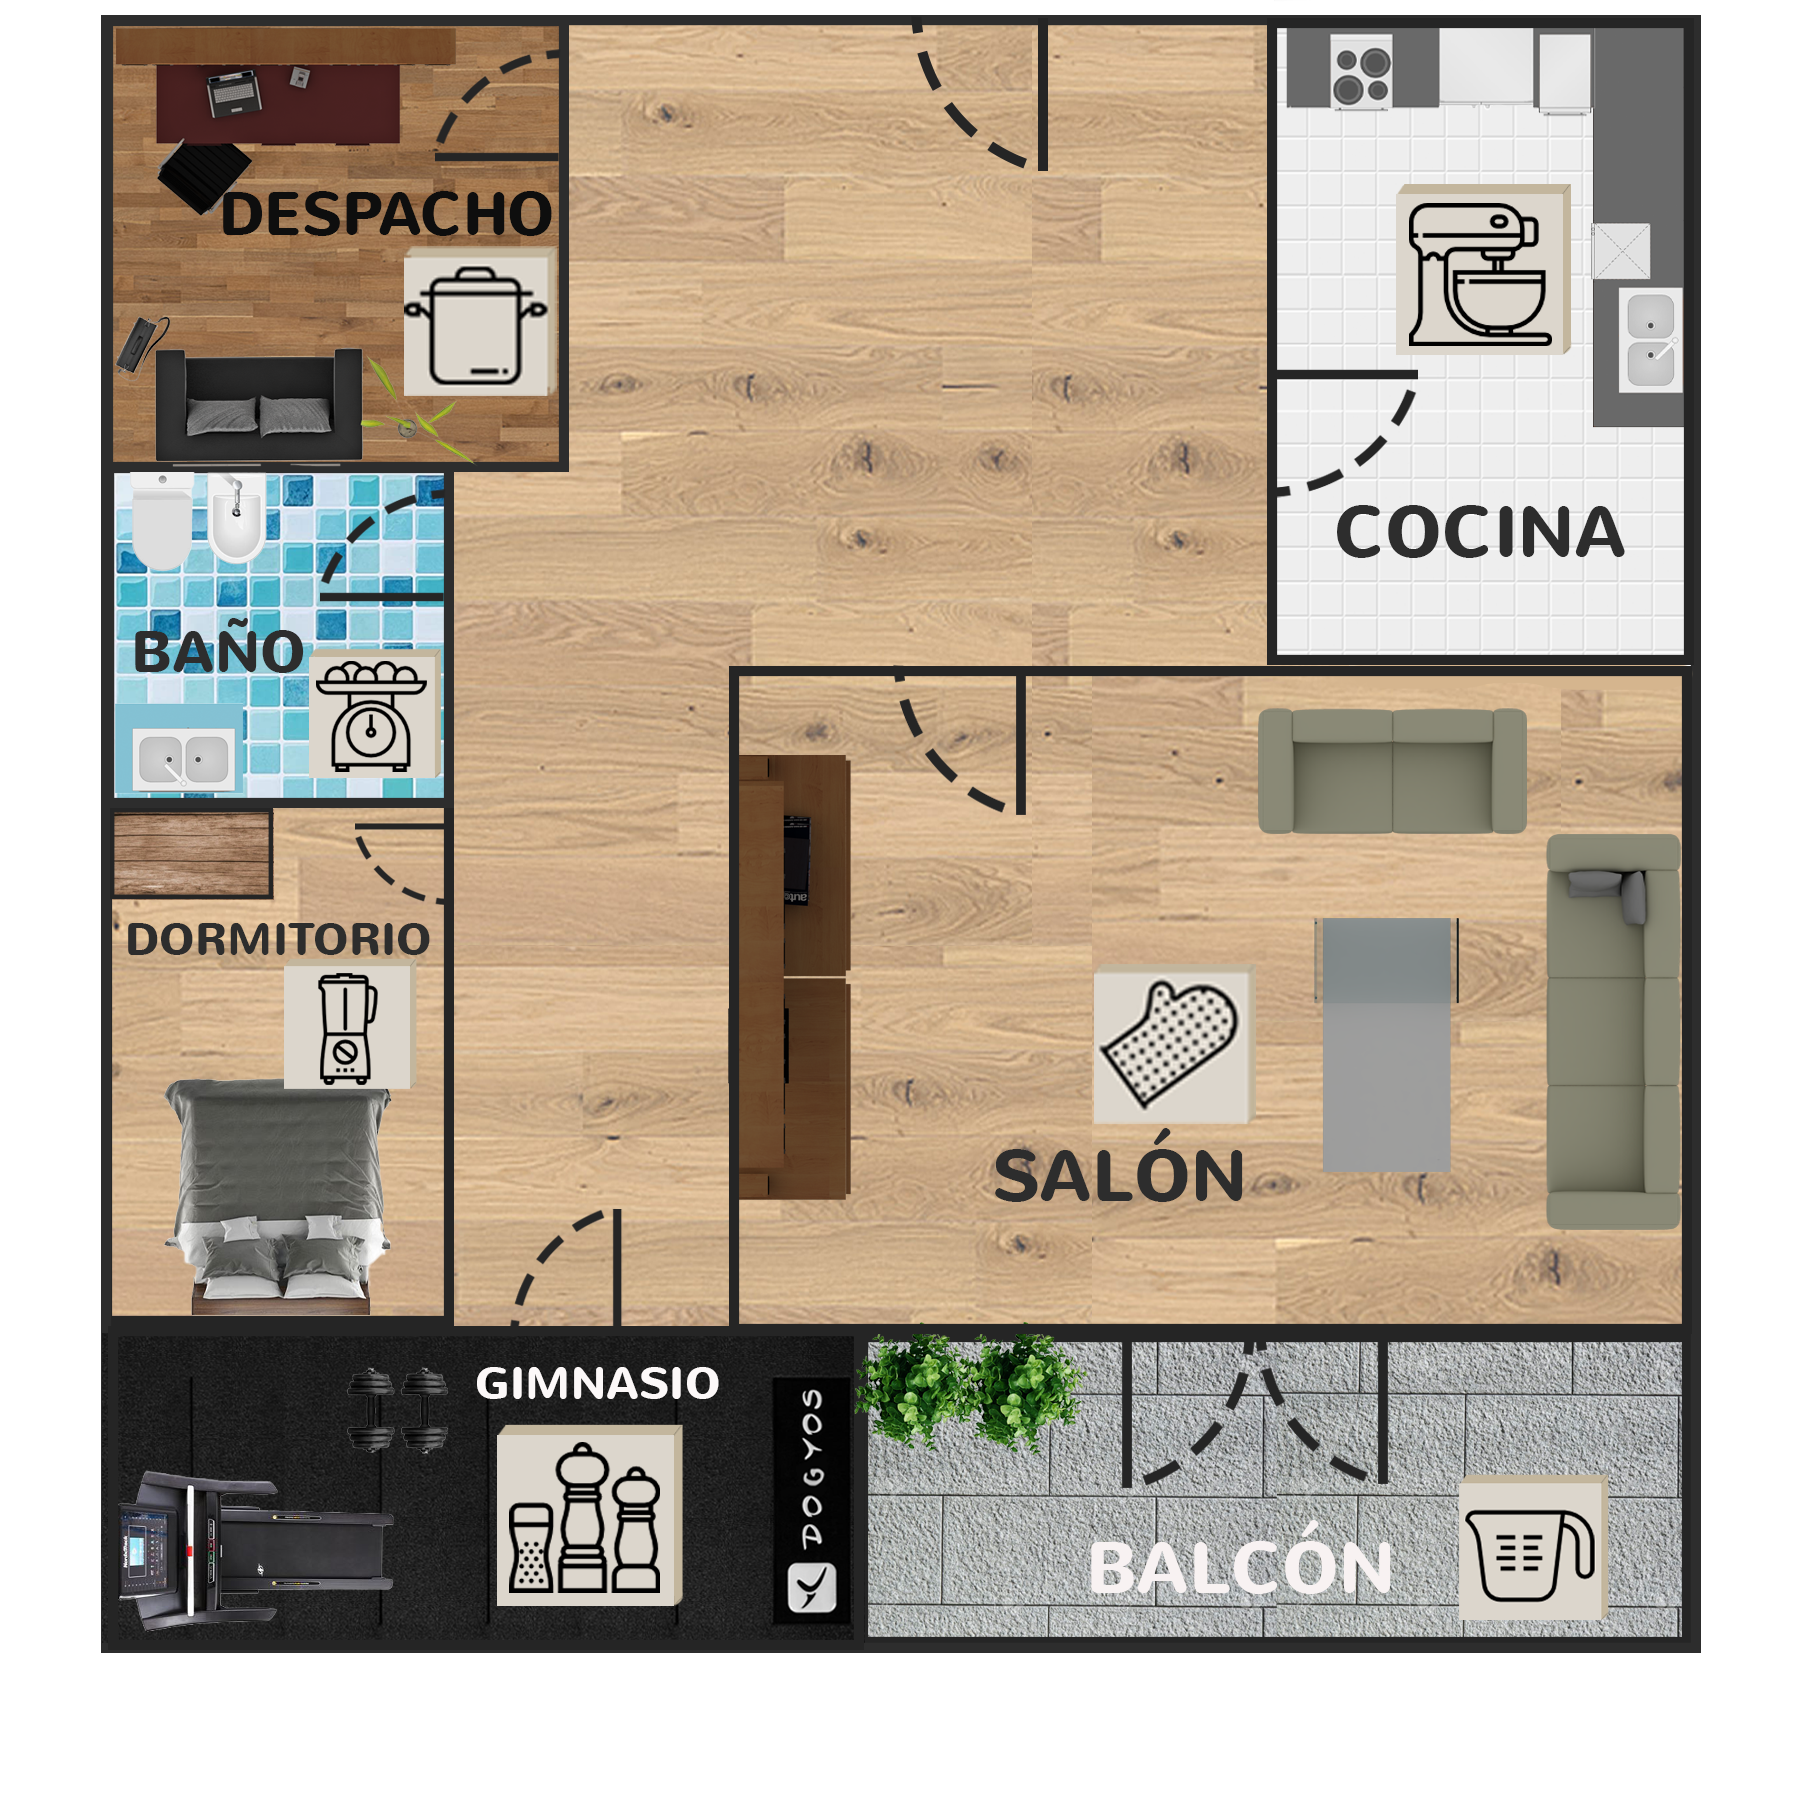 DESPACHO
COCINA
BAÑO
DORMITORIO
SALÓN
GIMNASIO
DOGYOS
BALCÓN